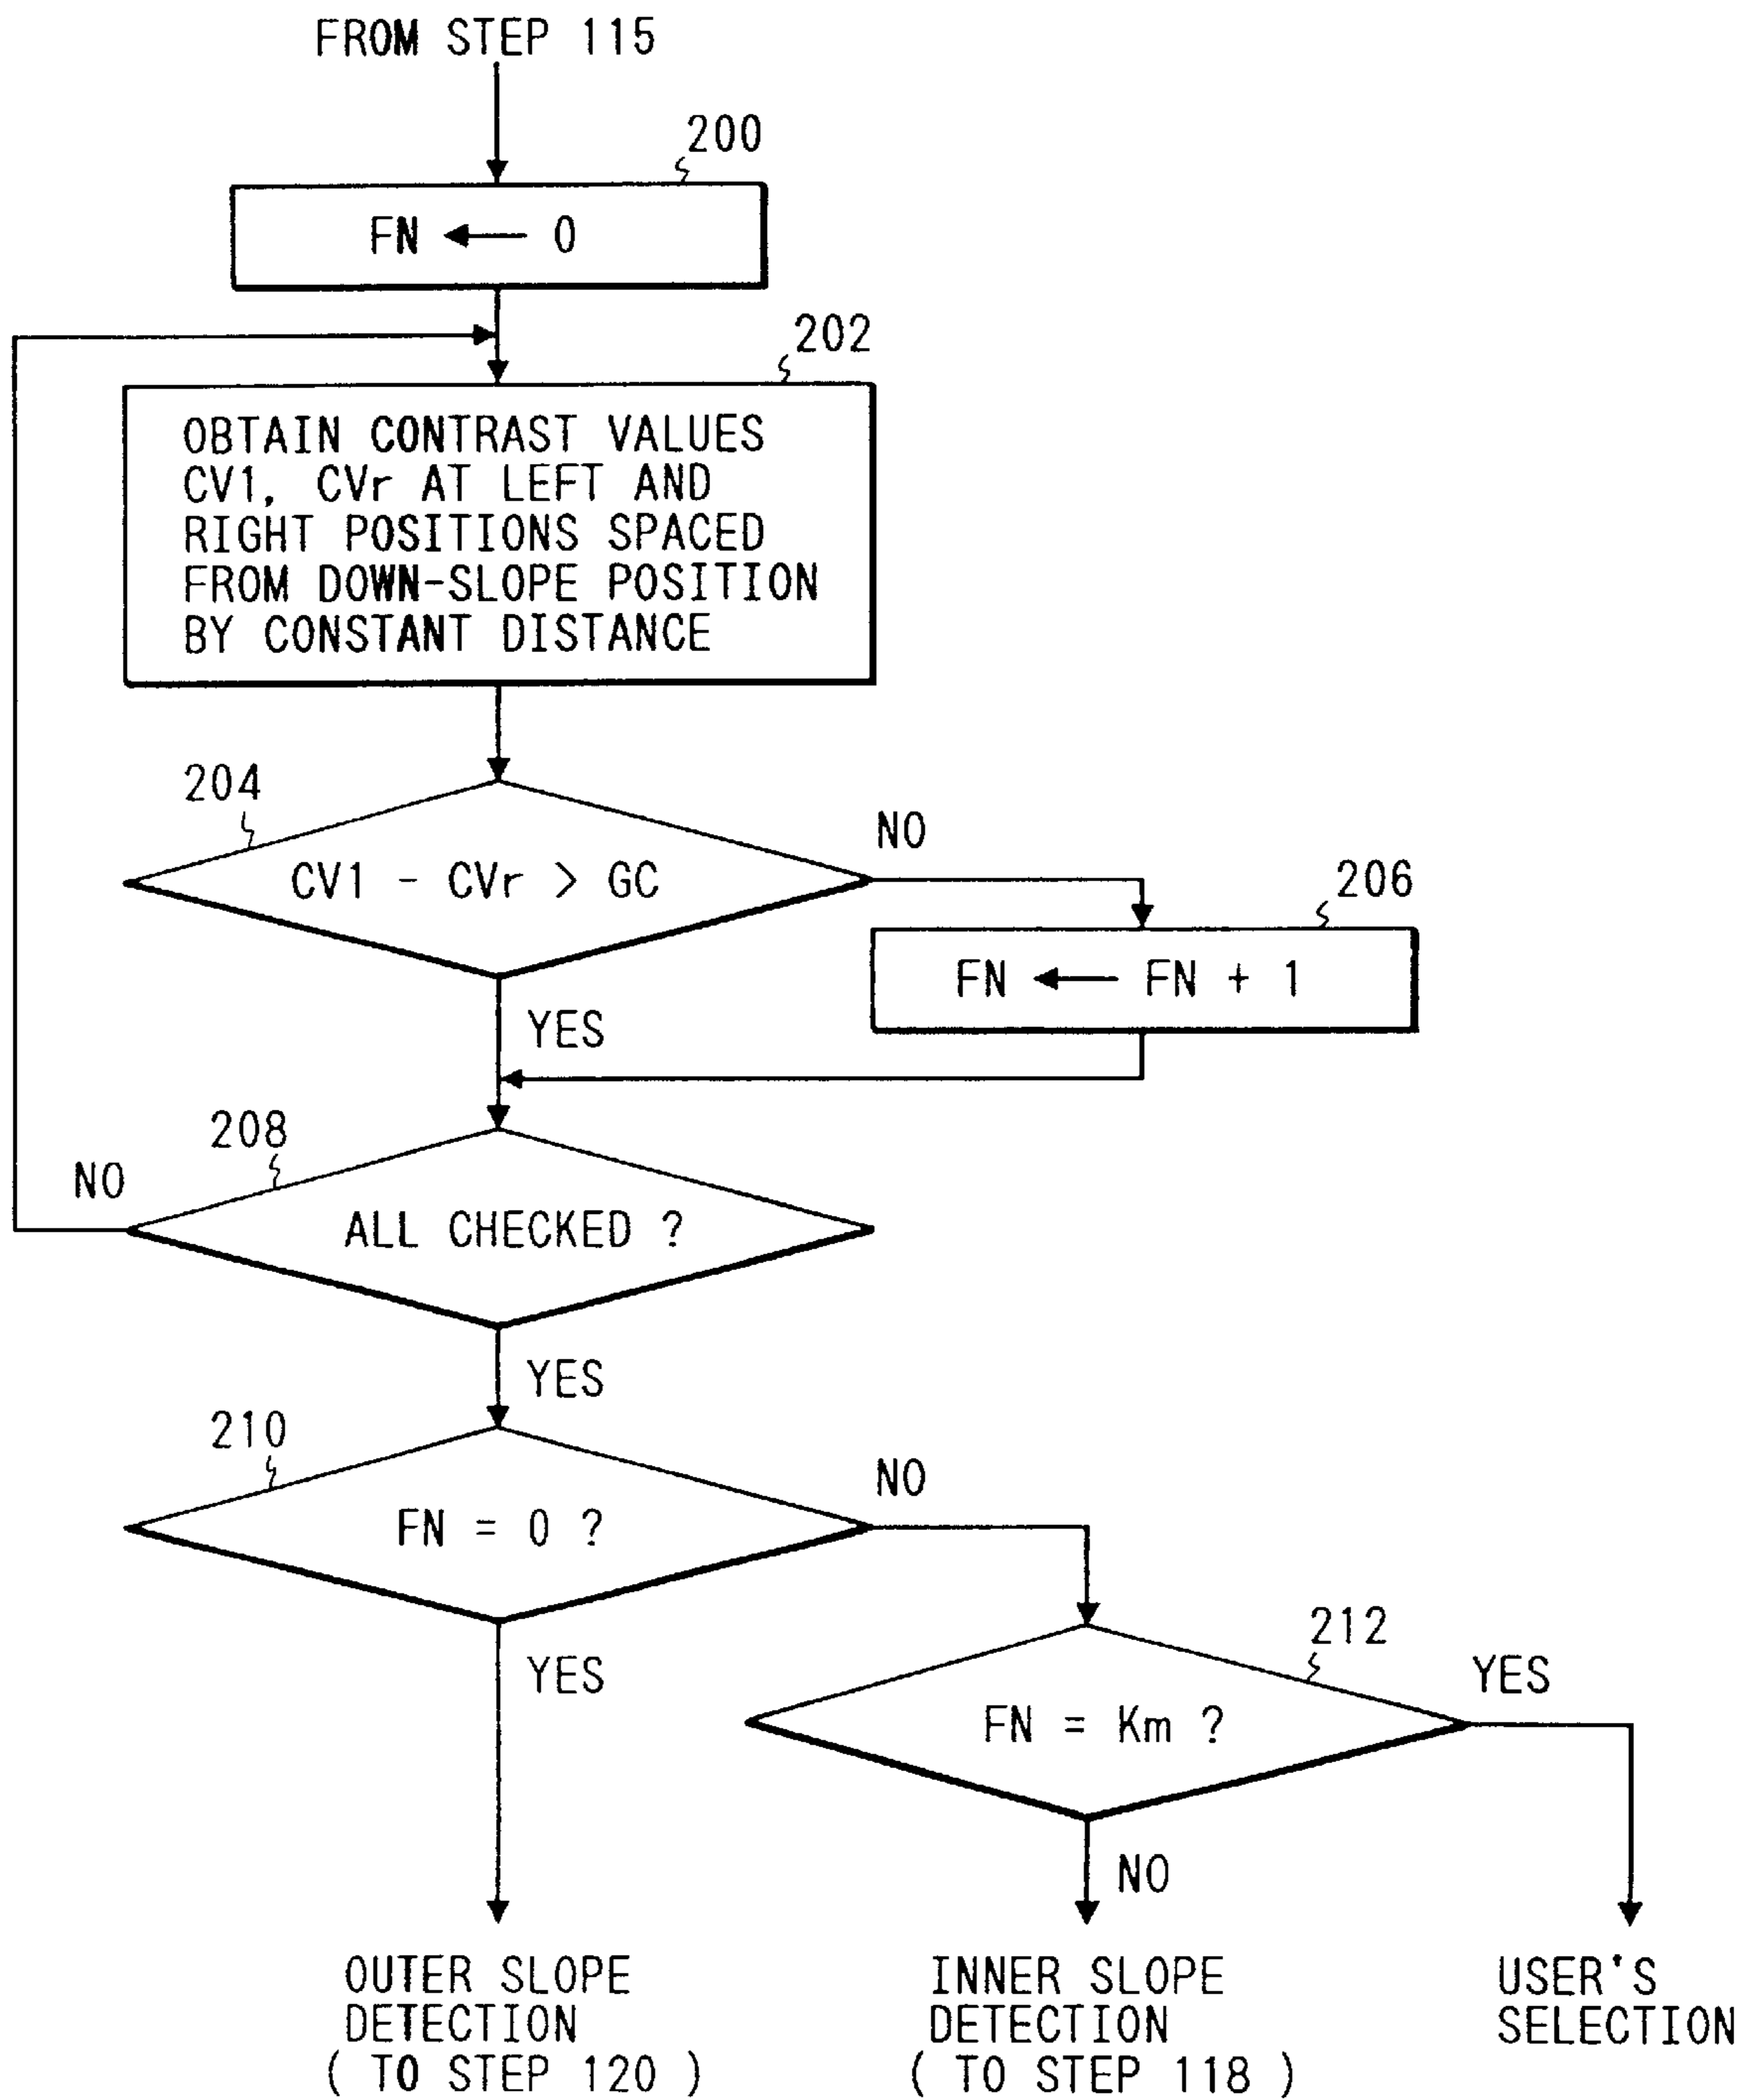 FROM STEP 115
200
FN ← 0
202
OBTAIN CONTRAST VALUES
CV1, CVr AT LEFT AND
RIGHT POSITIONS SPACED
FROM DOWN-SLOPE POSITION
BY CONSTANT DISTANCE
204
NO
CV1 - CVr > GC
206
FN ← FN + 1
YES
208
NO
ALL CHECKED ?
YES
210
NO
FN = 0 ?
212
YES
YES
FN = Km ?
NO
OUTER SLOPE
DETECTION
( TO STEP 120 )
INNER SLOPE
DETECTION
( TO STEP 118 )
USER'S
SELECTION